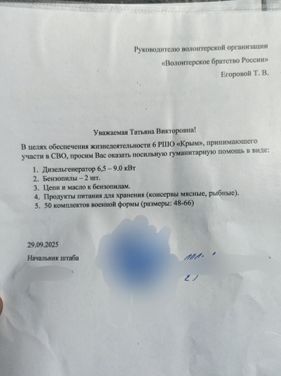 Руководителю волонтерской организации
«Волонтерское братство России»
Егоровой Т. В.
Уважаемая Татьяна Викторовна!
В целях обеспечения жизнедеятельности 6 РШО «Крым», принимающего
участи в СВО, просим Вас оказать посильную гуманитарную помощь в виде:
1. Дизельгенератор 6,5 – 9.0 кВт
2. Бензопилы – 2 шт.
3. Цепи и масло к бензопилам.
4. Продукты питания для хранения (консервы мясные, рыбные).
5. 50 комплектов военной формы (размеры: 48-66)
29.09.2025
Начальник штаба